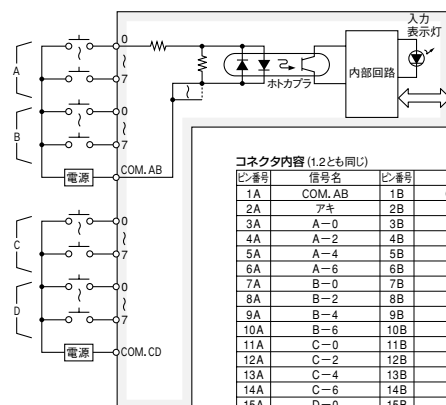 入力
表示灯
内部回路
ホトカプラ
A
0
〜
7
B
0
〜
7
電源
COM.AB
C
0
〜
7
D
0
〜
7
電源
COM.CD
コネクタ内容 (1.2とも同じ)
ピン番号 信号名 ピン番号
1A COM. AB 1B
2A アキ 2B
3A A−0 3B
4A A−2 4B
5A A−4 5B
6A A−6 6B
7A B−0 7B
8A B−2 8B
9A B−4 9B
10A B−6 10B
11A C−0 11B
12A C−2 12B
13A C−4 13B
14A C−6 14B
15A D−0 15B